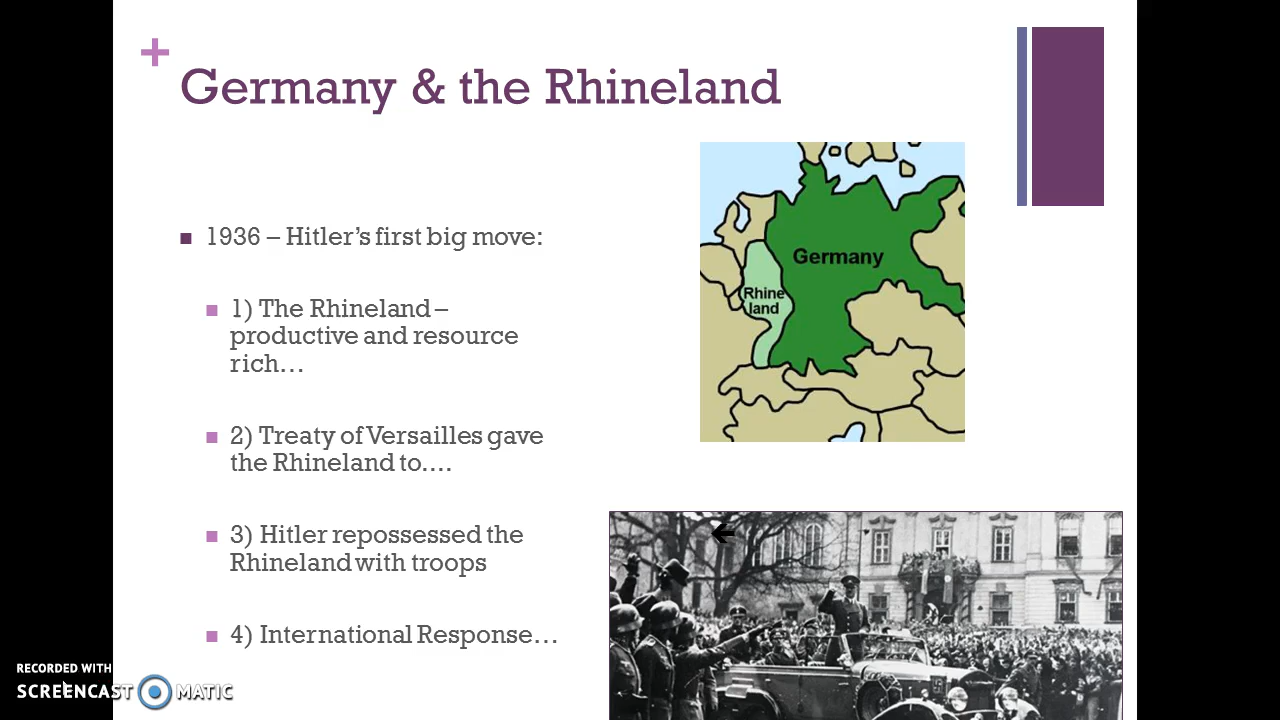 +
Germany & the Rhineland
1936 – Hitler's first big move:
1) The Rhineland –
productive and resource
rich…
2) Treaty of Versailles gave
the Rhineland to….
3) Hitler repossessed the
Rhineland with troops
4) International Response…
Germany
Rhine
land
RECORDED WITH
SCREENCAST MATIC